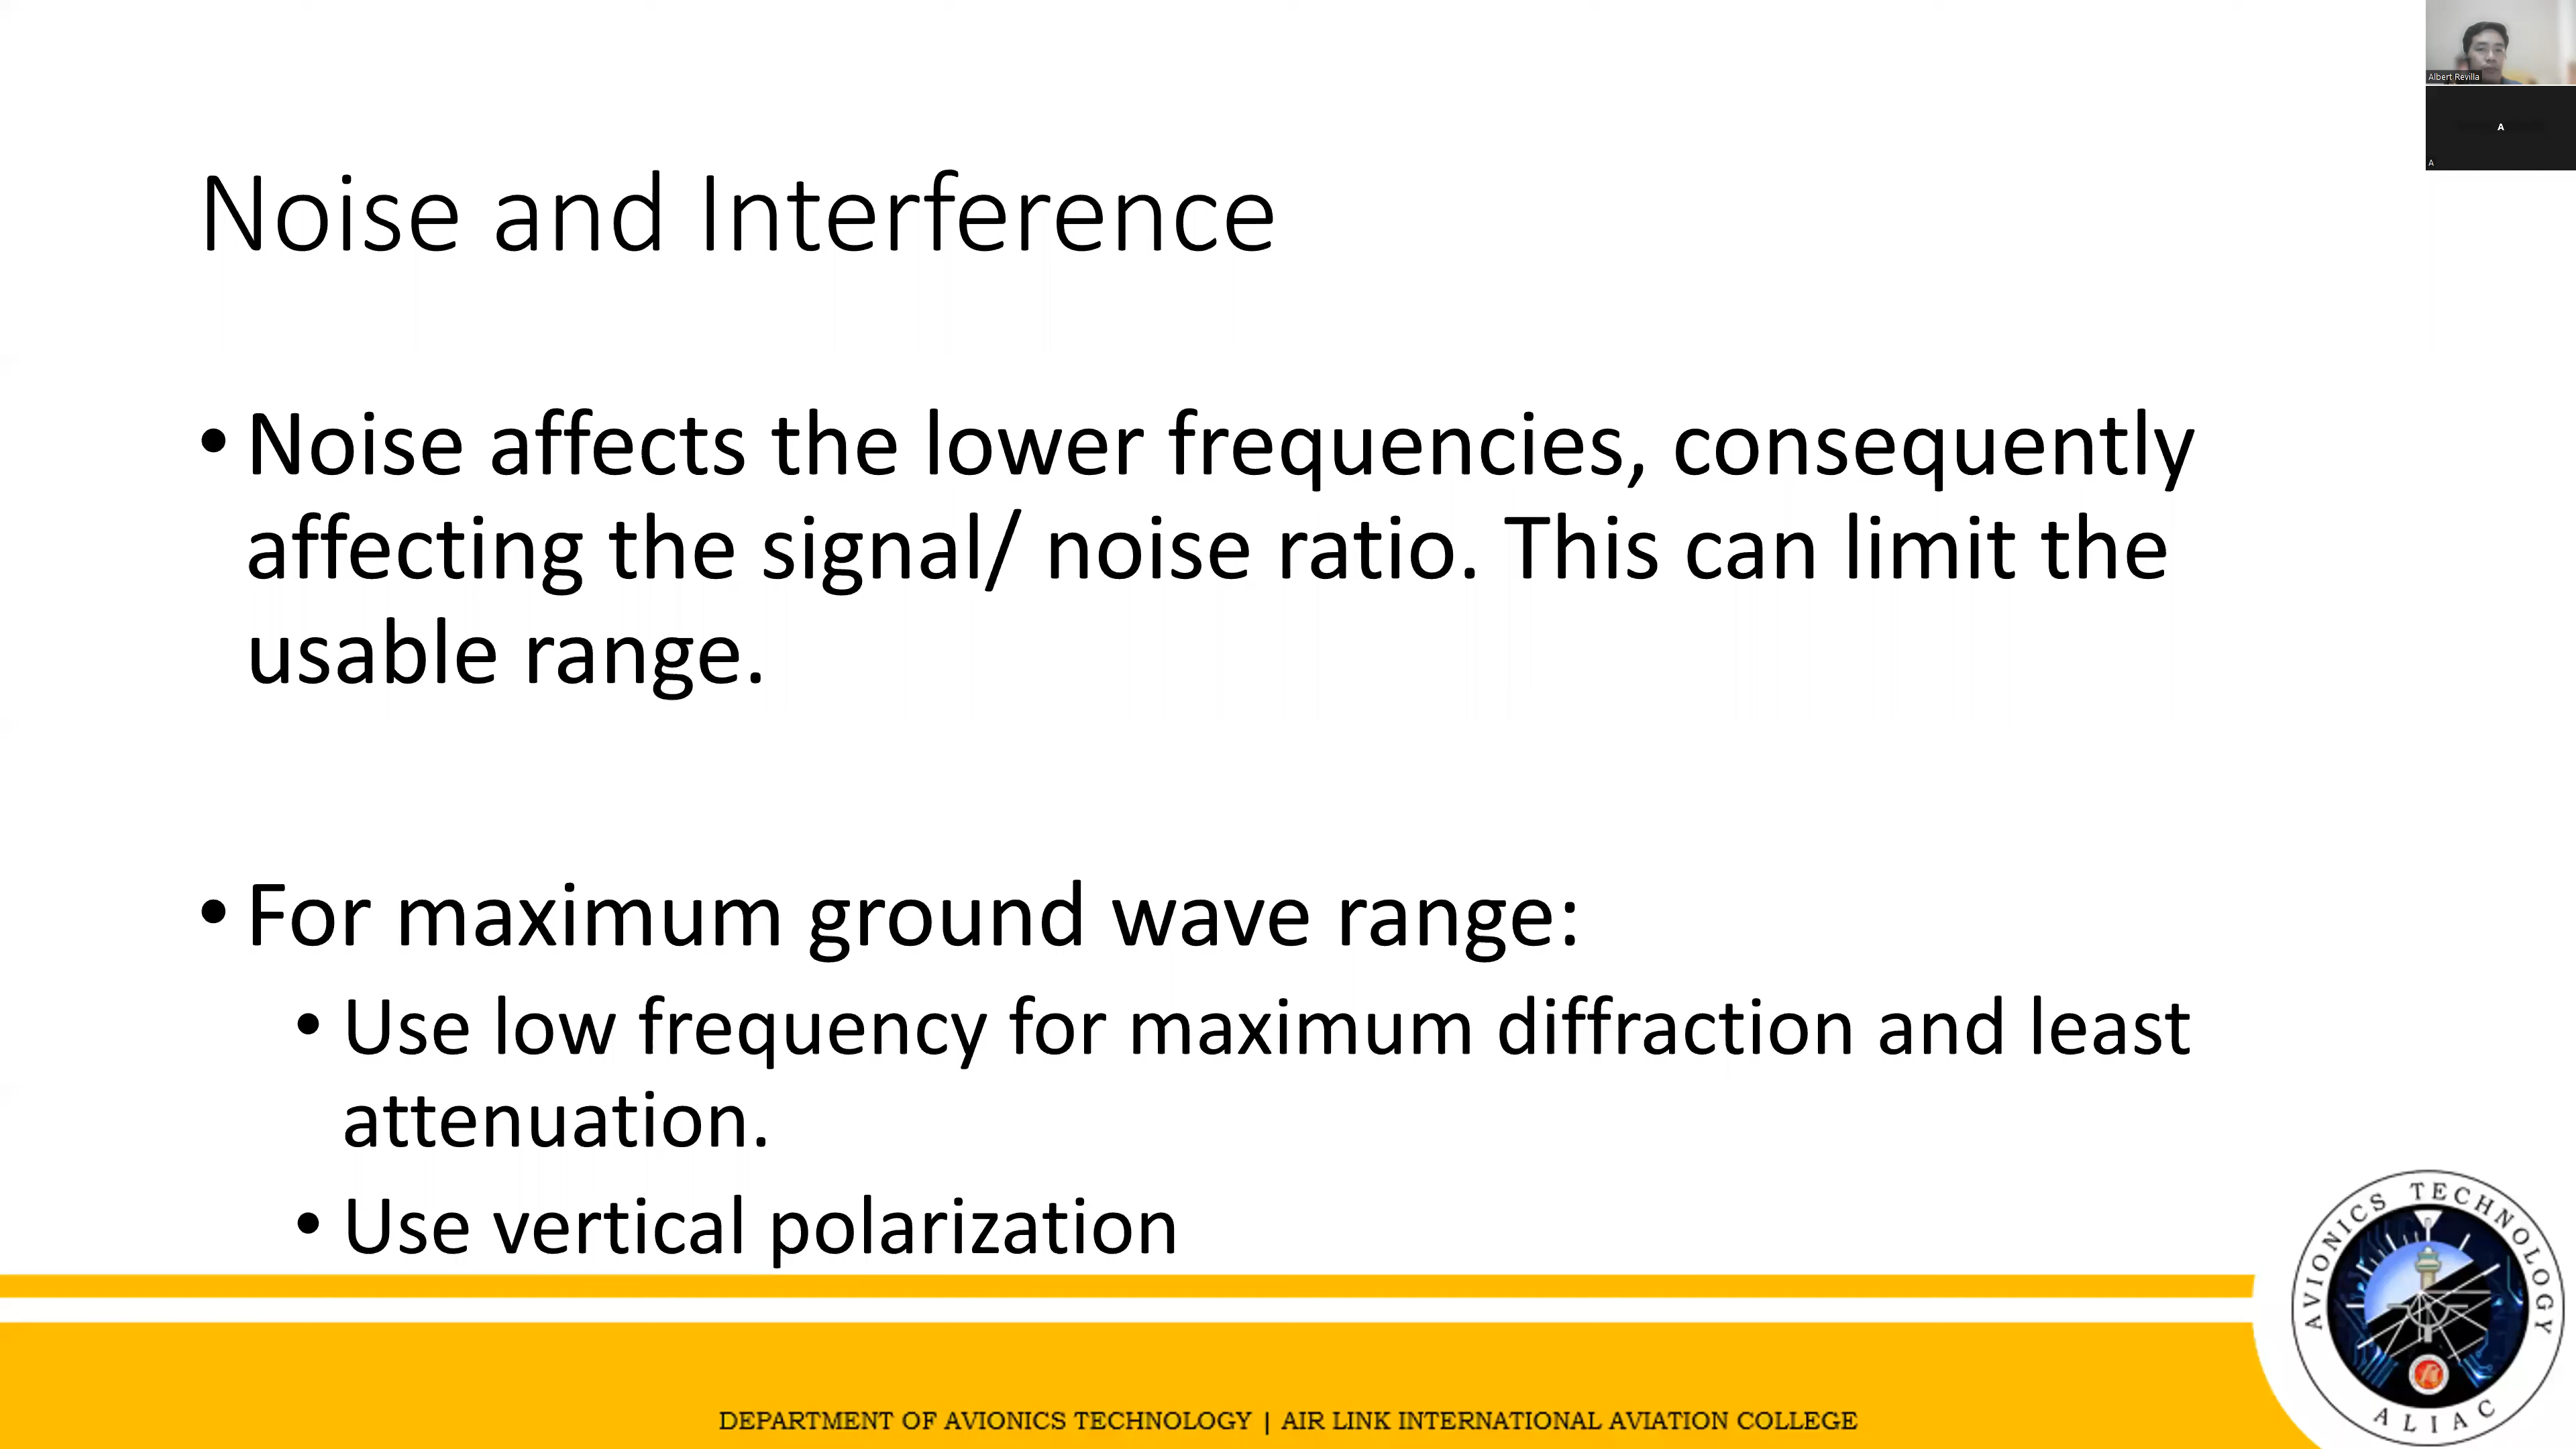 Albert Revilla
A
A
Noise and Interference
• Noise affects the lower frequencies, consequently
affecting the signal/ noise ratio. This can limit the
usable range.
• For maximum ground wave range:
• Use low frequency for maximum diffraction and least
attenuation.
• Use vertical polarization
AVIONICS TECHNOLOGY
ALIAC
DEPARTMENT OF AVIONICS TECHNOLOGY | AIR LINK INTERNATIONAL AVIATION COLLEGE